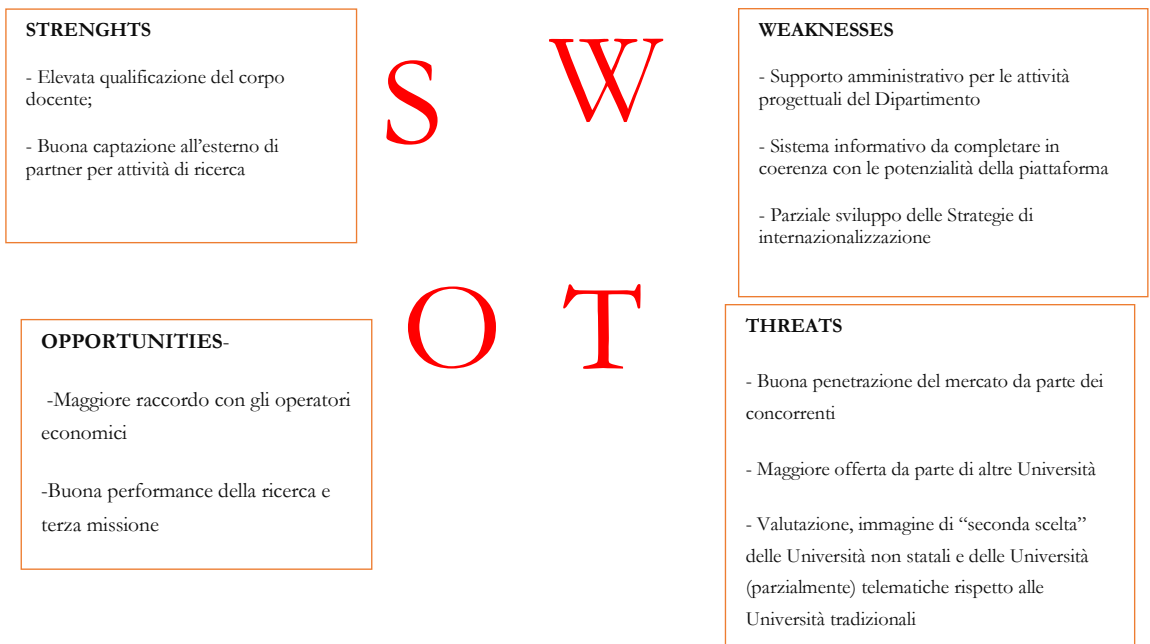 STRENGHTS
- Elevata qualificazione del corpo
docente;
- Buona captazione all’esterno di
partner per attività di ricerca
S
W
WEAKNESSES
- Supporto amministrativo per le attività
progettuali del Dipartimento
- Sistema informativo da completare in
coerenza con le potenzialità della piattaforma
- Parziale sviluppo delle Strategie di
internazionalizzazione
OPPORTUNITIES-
-Maggiore raccordo con gli operatori
economici
-Buona performance della ricerca e
terza missione
O
T
THREATS
- Buona penetrazione del mercato da parte dei
concorrenti
- Maggiore offerta da parte di altre Università
- Valutazione, immagine di “seconda scelta”
delle Università non statali e delle Università
(parzialmente) telematiche rispetto alle
Università tradizionali